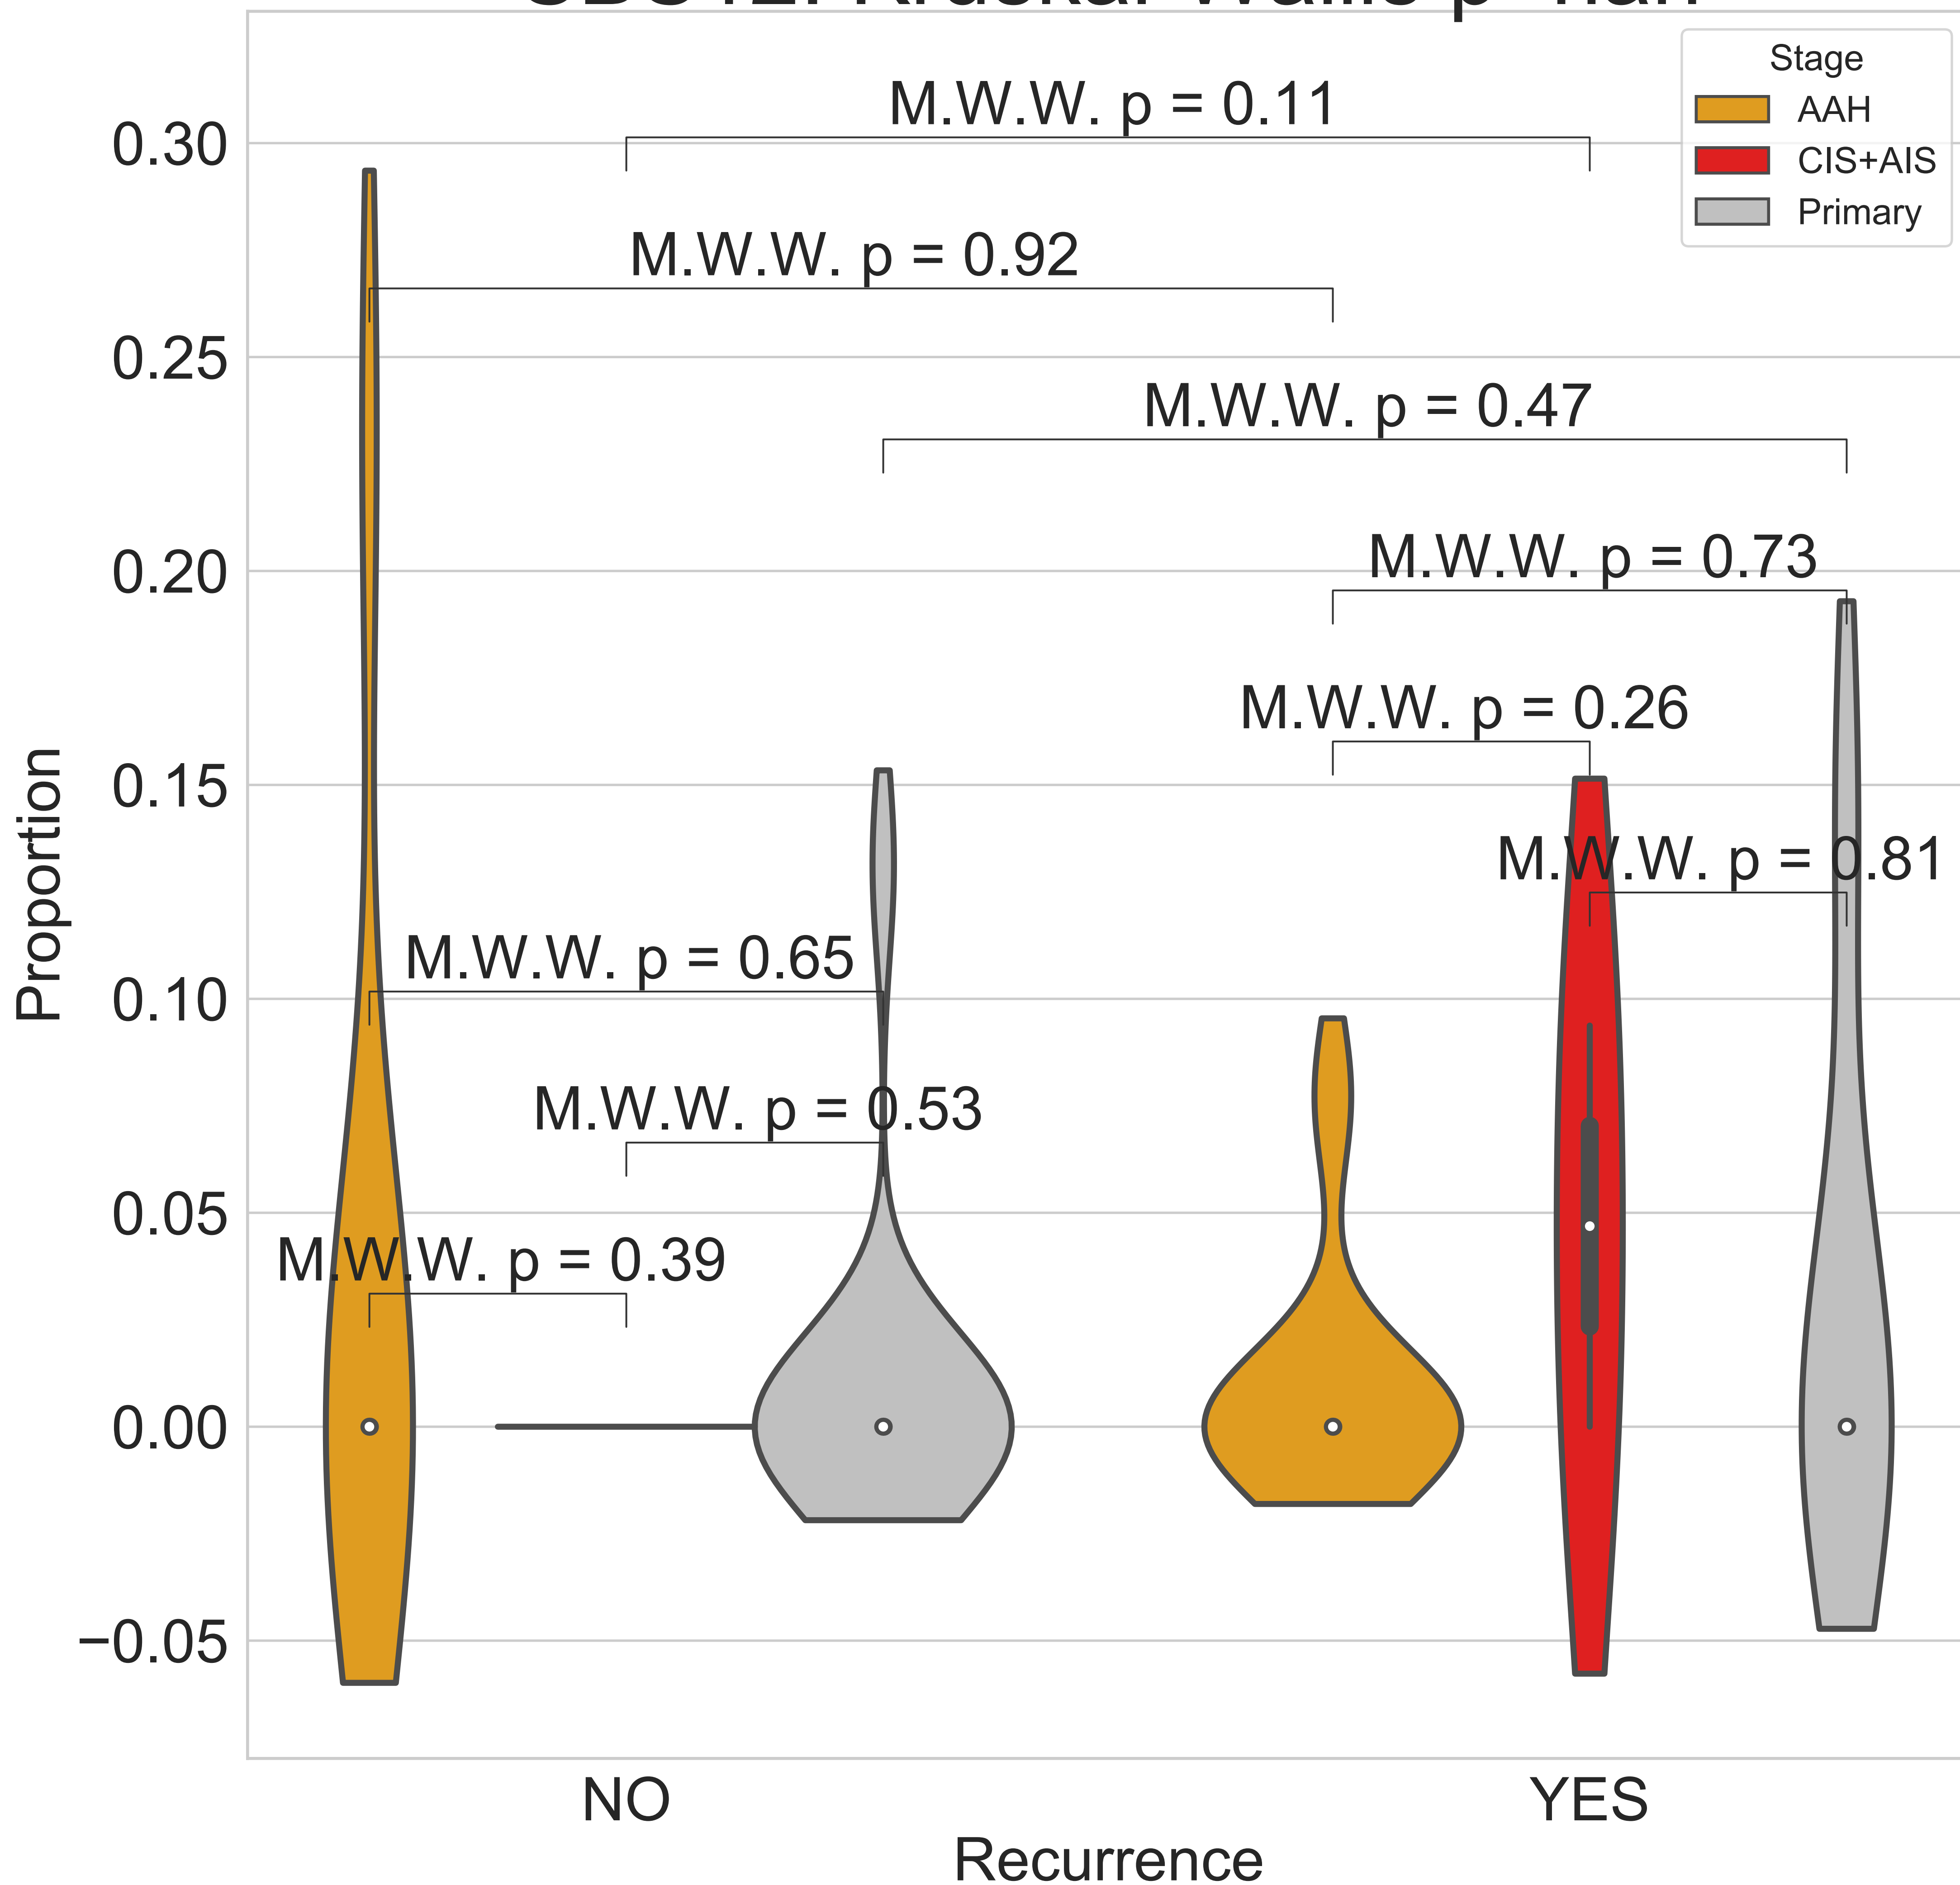 Stage
AAH
CIS+AIS
Primary
M.W.W. p = 0.11
M.W.W. p = 0.92
M.W.W. p = 0.47
M.W.W. p = 0.73
M.W.W. p = 0.26
M.W.W. p = 0.81
M.W.W. p = 0.65
M.W.W. p = 0.53
M.W.W. p = 0.39
0.30
0.25
0.20
0.15
0.10
0.05
0.00
−0.05
Proportion
NO
YES
Recurrence